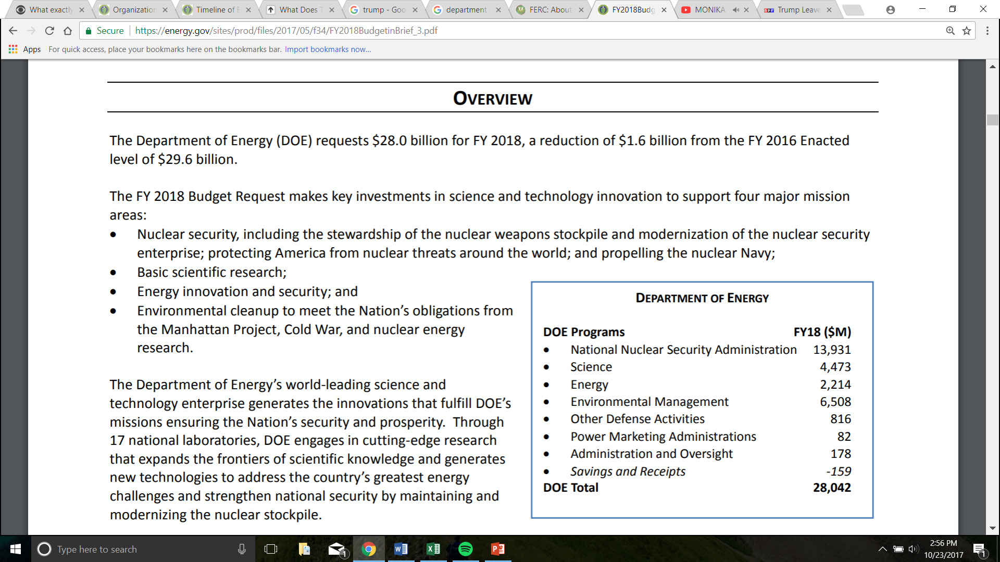 What exactly
Organization
Timeline of E
What Does T
trump - Goo
department
FERC: About
FY2018Budg
MONIKA
npr Trump Leave
Secure https://energy.gov/sites/prod/files/2017/05/f34/FY2018BudgetinBrief_3.pdf
Apps For quick access, place your bookmarks here on the bookmarks bar. Import bookmarks now...
OVERVIEW
The Department of Energy (DOE) requests $28.0 billion for FY 2018, a reduction of $1.6 billion from the FY 2016 Enacted
level of $29.6 billion.
The FY 2018 Budget Request makes key investments in science and technology innovation to support four major mission
areas:
• Nuclear security, including the stewardship of the nuclear weapons stockpile and modernization of the nuclear security
enterprise; protecting America from nuclear threats around the world; and propelling the nuclear Navy;
• Basic scientific research;
• Energy innovation and security; and
• Environmental cleanup to meet the Nation's obligations from
the Manhattan Project, Cold War, and nuclear energy
research.
The Department of Energy's world-leading science and
technology enterprise generates the innovations that fulfill DOE's
missions ensuring the Nation's security and prosperity.  Through
17 national laboratories, DOE engages in cutting-edge research
that expands the frontiers of scientific knowledge and generates
new technologies to address the country's greatest energy
challenges and strengthen national security by maintaining and
modernizing the nuclear stockpile.
DEPARTMENT OF ENERGY
DOE Programs FY18 ($M)
• National Nuclear Security Administration 13,931
• Science 4,473
• Energy 2,214
• Environmental Management 6,508
• Other Defense Activities 816
• Power Marketing Administrations 82
• Administration and Oversight 178
• Savings and Receipts -159
DOE Total 28,042
Type here to search
1
2:56 PM
10/23/2017
1